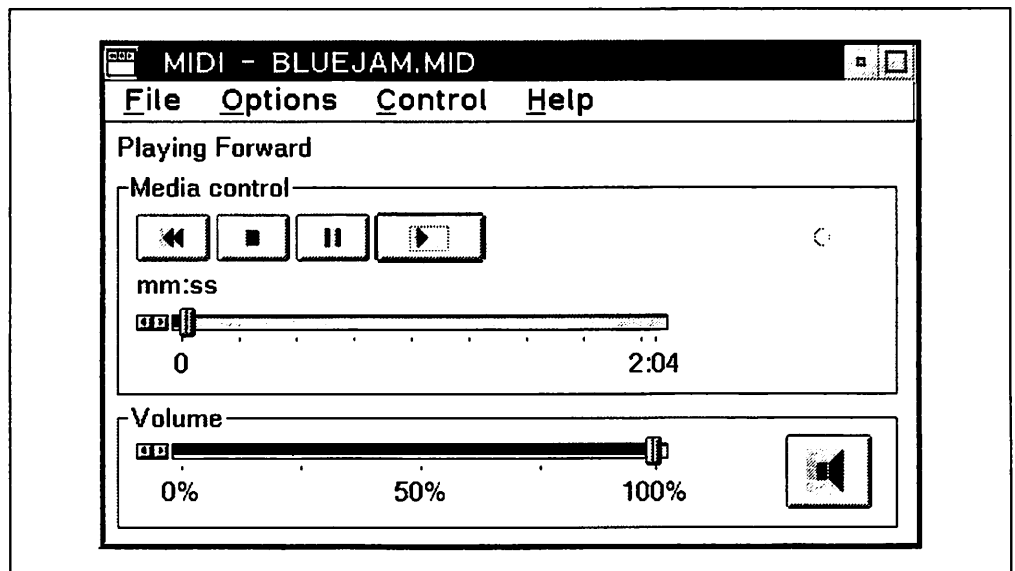 MIDI - BLUEJAM.MID
File Options Control Help
Playing Forward
Media control
mm:ss
0 2:04
Volume
0% 50% 100%